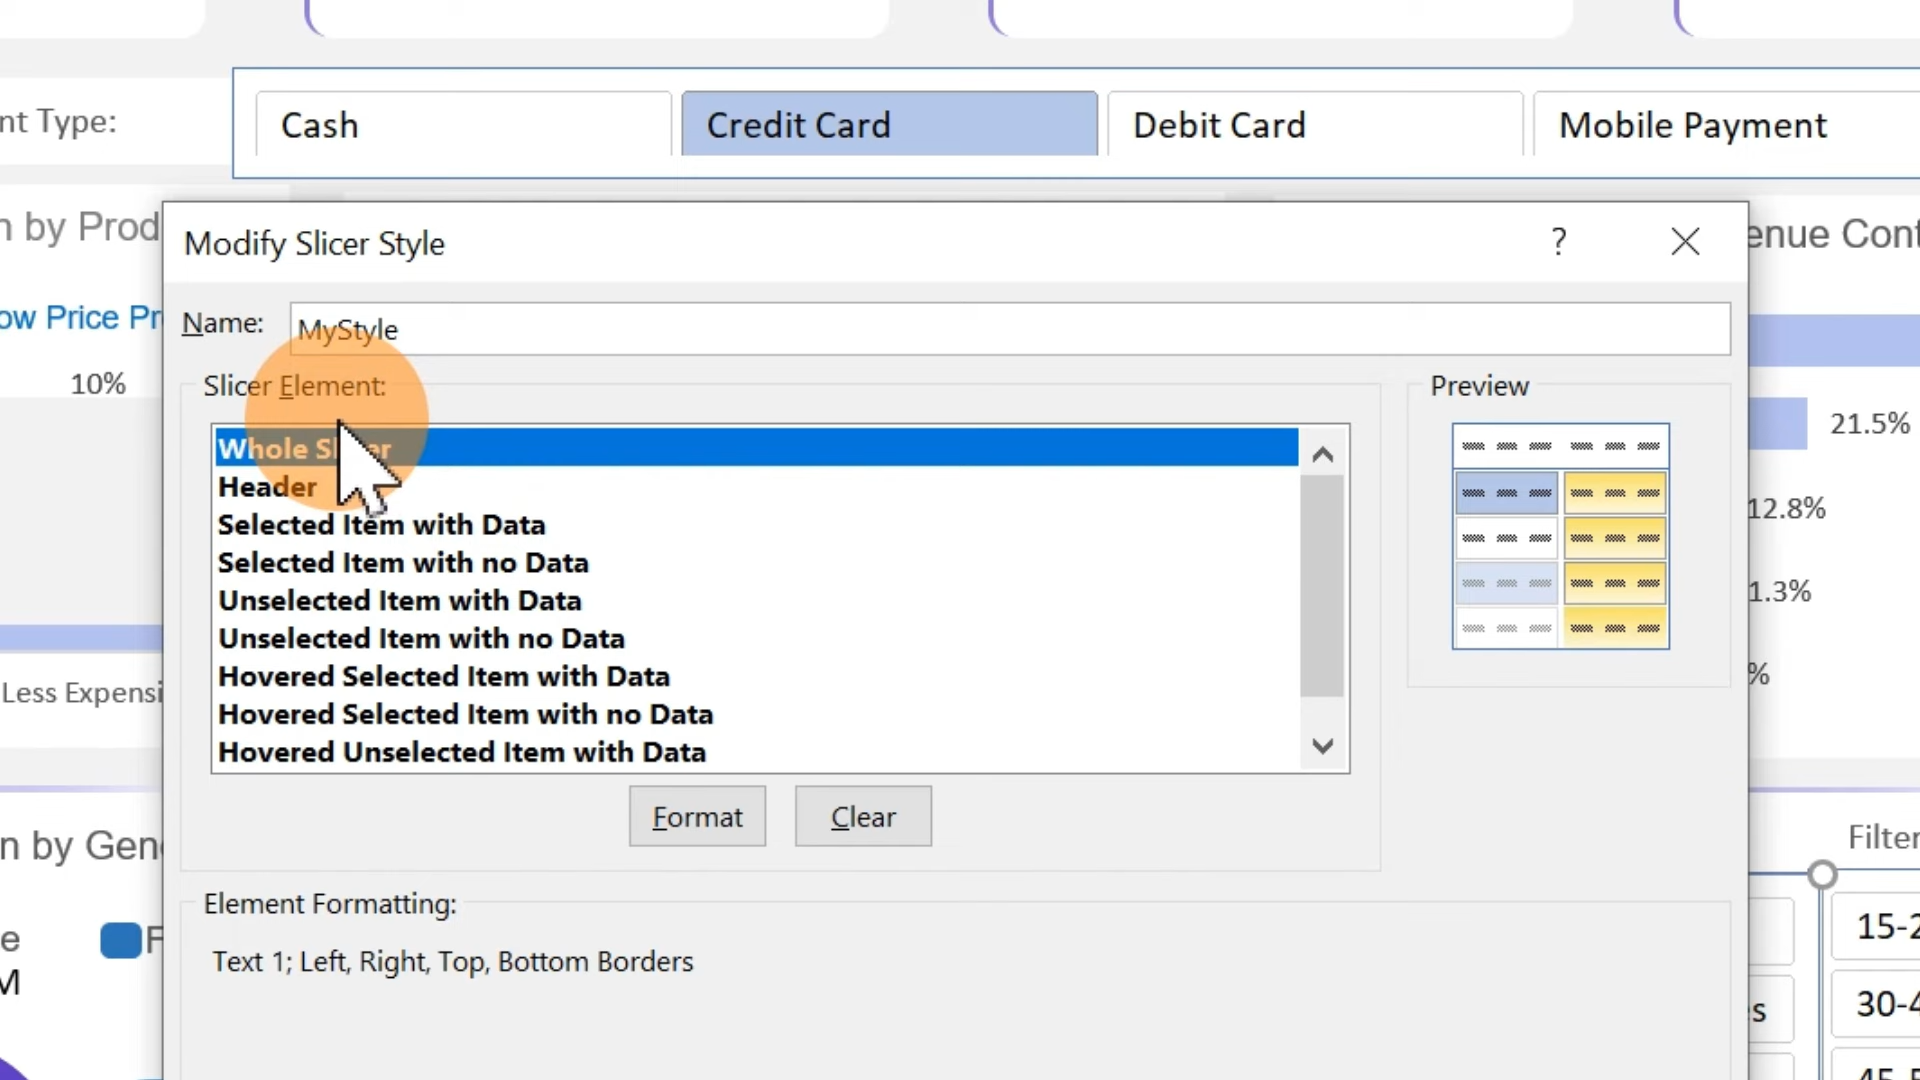 nt Type:
Cash
Credit Card
Debit Card
Mobile Payment
n by Prod
Modify Slicer Style
?
enue Cont
ow Price Pr
Name:
MyStyle
10%
Slicer Element:
Preview
Whole Slicer
Header
Selected Item with Data
Selected Item with no Data
Unselected Item with Data
Unselected Item with no Data
Hovered Selected Item with Data
Hovered Selected Item with no Data
Hovered Unselected Item with Data
21.5%
12.8%
1.3%
%
Less Expensi
Format
Clear
n by Gen
Filter
Element Formatting:
Text 1; Left, Right, Top, Bottom Borders
e
F
M
15-2
30-4
s